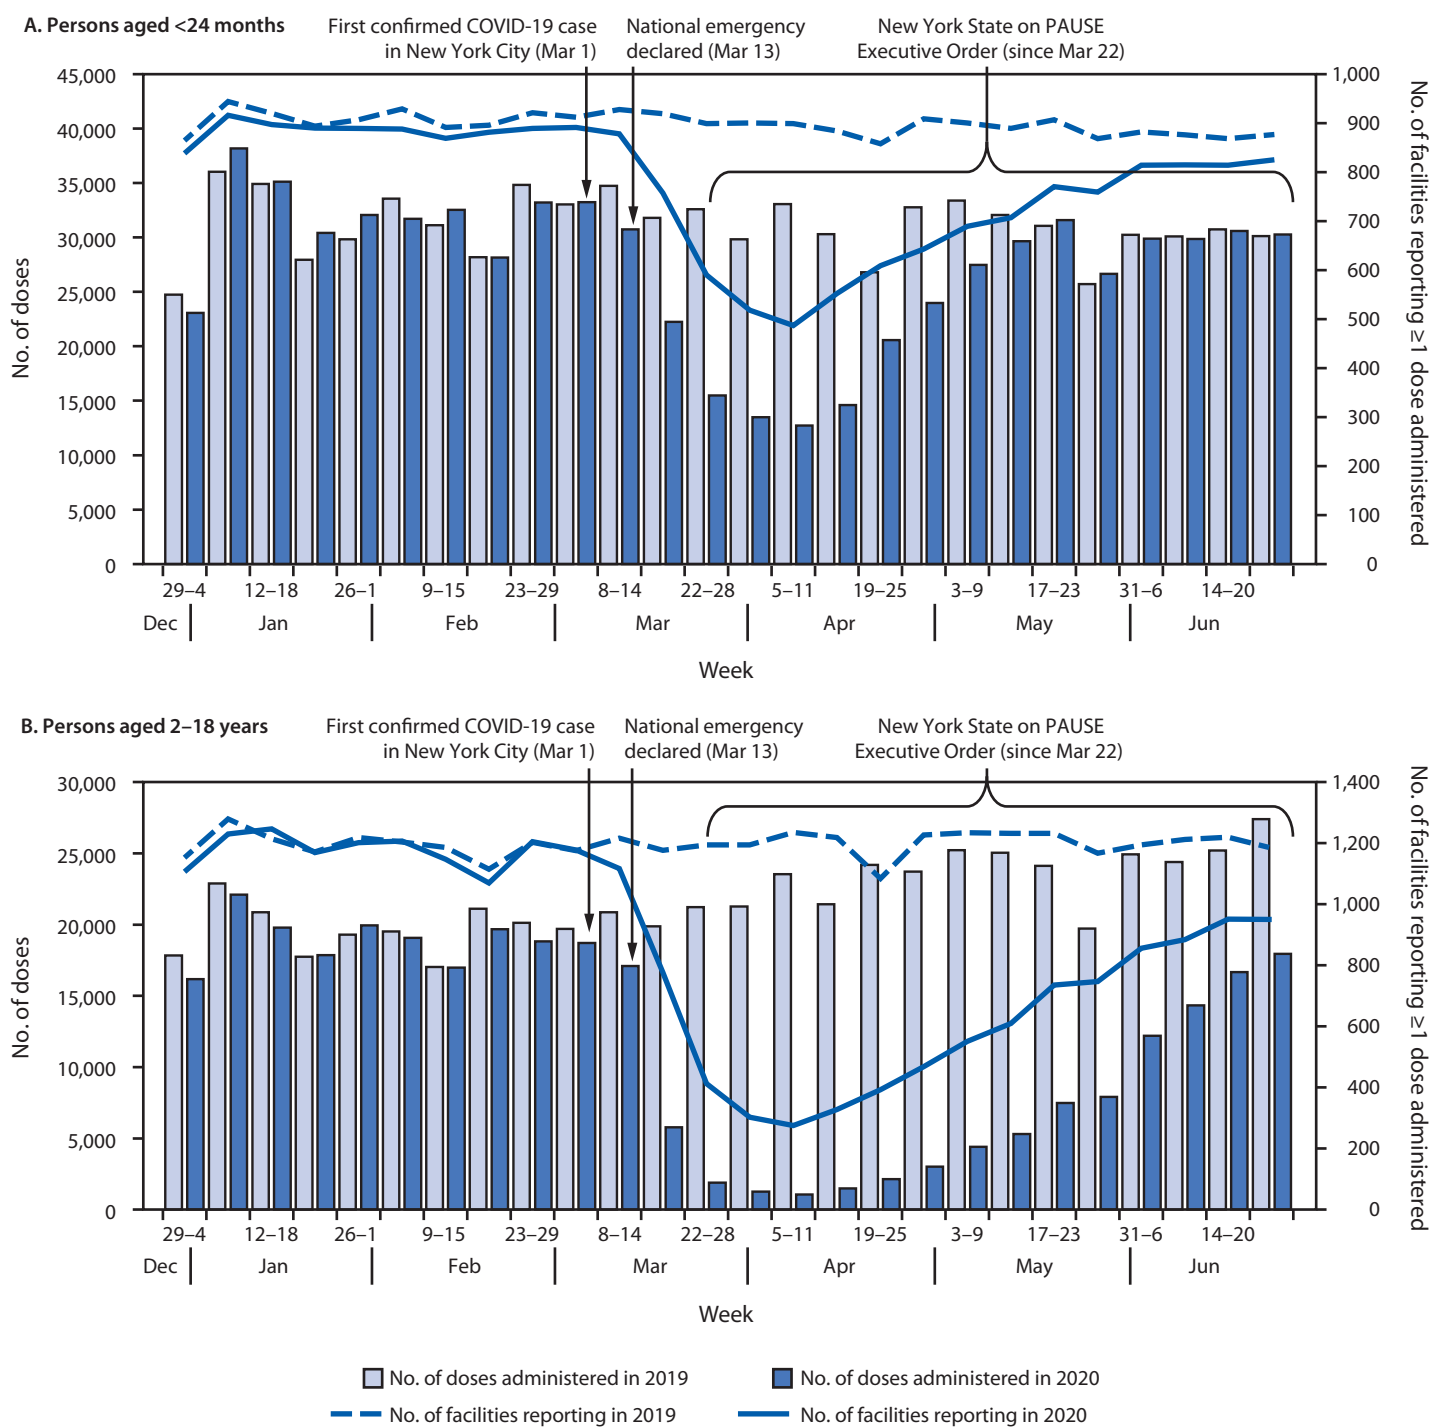 A. Persons aged <24 months
First confirmed COVID-19 case
in New York City (Mar 1)
National emergency
declared (Mar 13)
New York State on PAUSE
Executive Order (since Mar 22)
No. of doses
45,000
40,000
35,000
30,000
25,000
20,000
15,000
10,000
5,000
0
1,000
900
800
700
600
500
400
300
200
100
0
No. of facilities reporting ≥1 dose administered
29–4 12–18 26–1 9–15 23–29 8–14 22–28 5–11 19–25 3–9 17–23 31–6 14–20
Dec Jan Feb Mar Apr May Jun
Week
B. Persons aged 2–18 years
First confirmed COVID-19 case
in New York City (Mar 1)
National emergency
declared (Mar 13)
New York State on PAUSE
Executive Order (since Mar 22)
No. of doses
30,000
25,000
20,000
15,000
10,000
5,000
0
1,400
1,200
1,000
800
600
400
200
0
No. of facilities reporting ≥1 dose administered
29–4 12–18 26–1 9–15 23–29 8–14 22–28 5–11 19–25 3–9 17–23 31–6 14–20
Dec Jan Feb Mar Apr May Jun
Week
No. of doses administered in 2019
No. of doses administered in 2020
No. of facilities reporting in 2019
No. of facilities reporting in 2020